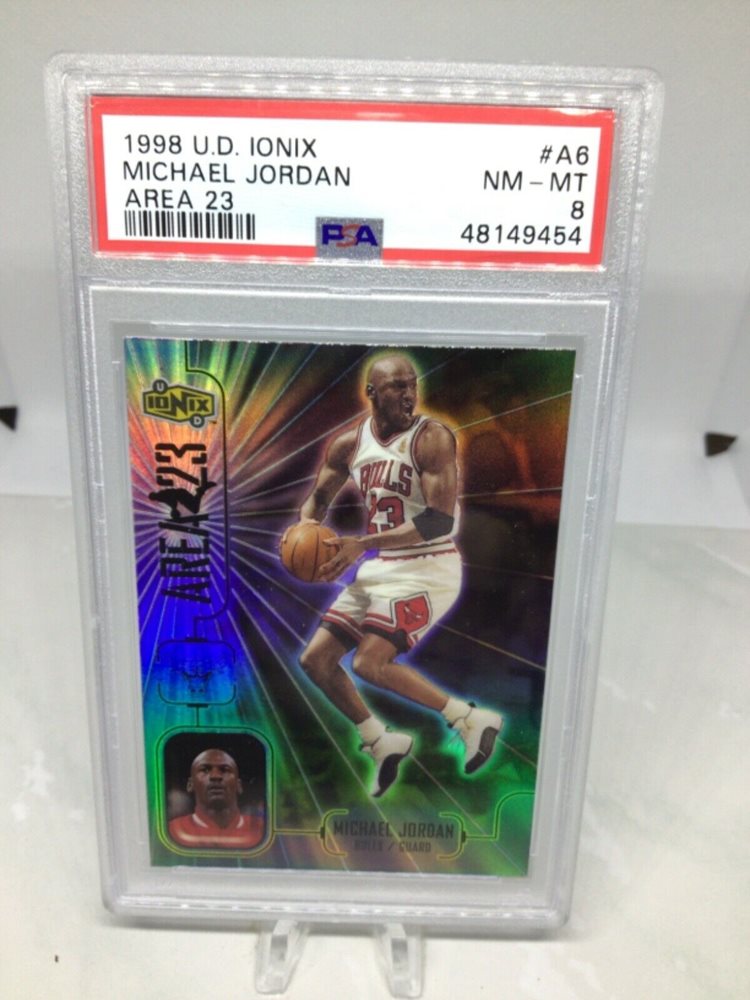 1998 U.D. IONIX #A6
MICHAEL JORDAN NM – MT
AREA 23 8
PSA 48149454
U
IONIX
D
TM
AREA 23
BULLS
23
MICHAEL JORDAN
BULLS / GUARD